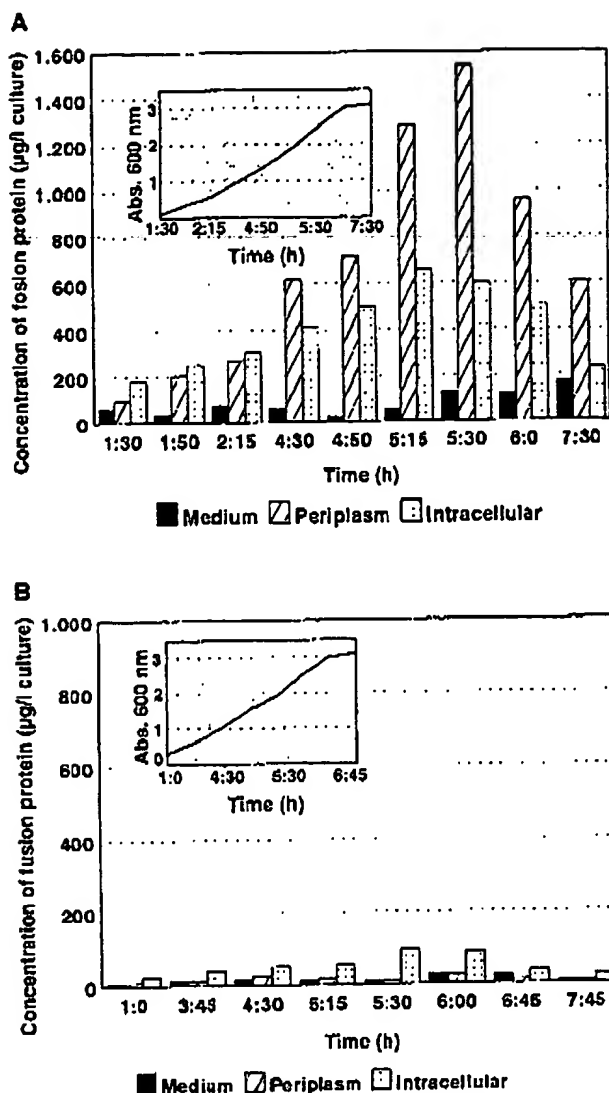 A
Concentration of fosion protein (µg/l culture)
1.600
1.400
1.000
800
600
400
200
0
Abs. 600 nm
3
2
1
1:30 2:15 4:50 5:30 7:30
Time (h)
1:30 1:50 2:15 4:30 4:50 5:15 5:30 6:0 7:30
Time (h)
Medium Periplasm Intracellular
B
Concentration of fusion protein (µg/l culture)
1.000
800
600
400
200
0
Abs. 600 nm
3
2
1
0
1:0 4:30 5:30 6:45
Time (h)
1:0 3:45 4:30 5:15 5:30 6:00 6:45 7:45
Time (h)
Medium Periplasm Intracellular